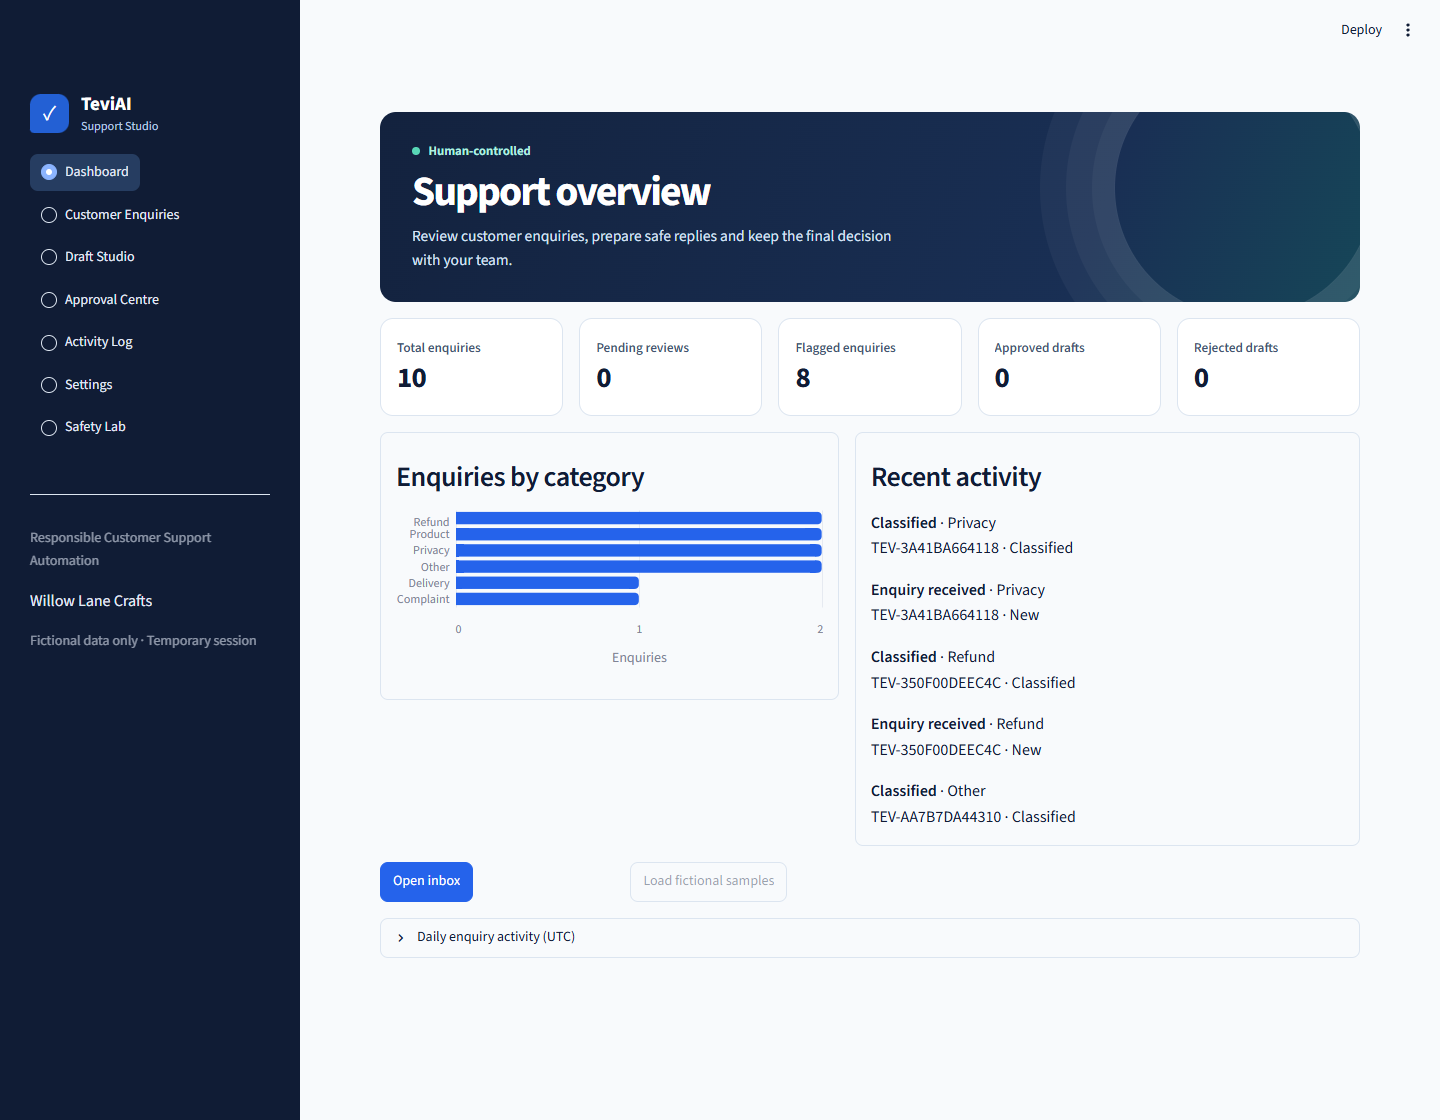 Deploy
TeviAI
Support Studio
Dashboard
Customer Enquiries
Draft Studio
Approval Centre
Activity Log
Settings
Safety Lab
Responsible Customer Support
Automation
Willow Lane Crafts
Fictional data only · Temporary session
Human-controlled
Support overview
Review customer enquiries, prepare safe replies and keep the final decision
with your team.
Total enquiries
10
Pending reviews
0
Flagged enquiries
8
Approved drafts
0
Rejected drafts
0
Enquiries by category
Refund
Product
Privacy
Other
Delivery
Complaint
0 1 2
Enquiries
Recent activity
Classified · Privacy
TEV-3A41BA664118 · Classified
Enquiry received · Privacy
TEV-3A41BA664118 · New
Classified · Refund
TEV-350F00DEEC4C · Classified
Enquiry received · Refund
TEV-350F00DEEC4C · New
Classified · Other
TEV-AA7B7DA44310 · Classified
Open inbox
Load fictional samples
Daily enquiry activity (UTC)